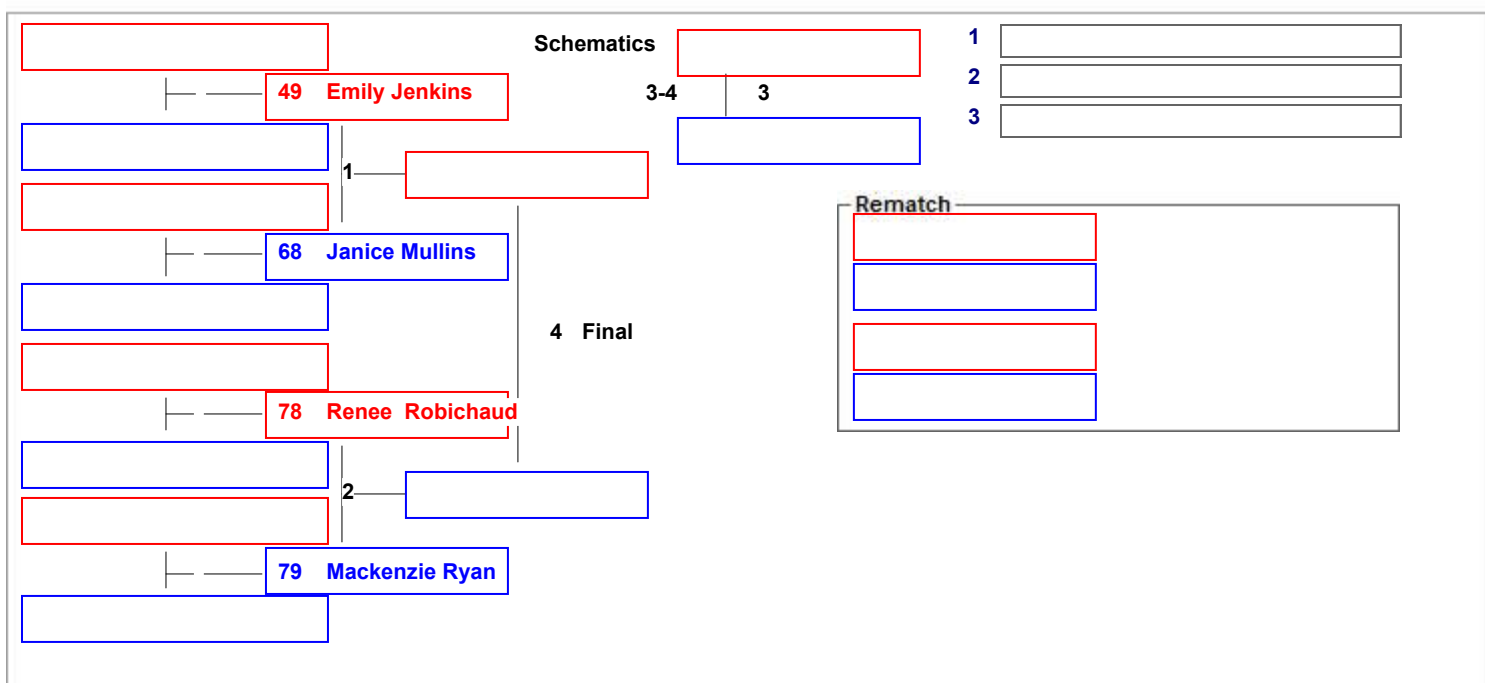 Schematics
1
2
3
3-4 3
49 Emily Jenkins
1
68 Janice Mullins
Rematch
4 Final
78 Renee Robichaud
2
79 Mackenzie Ryan